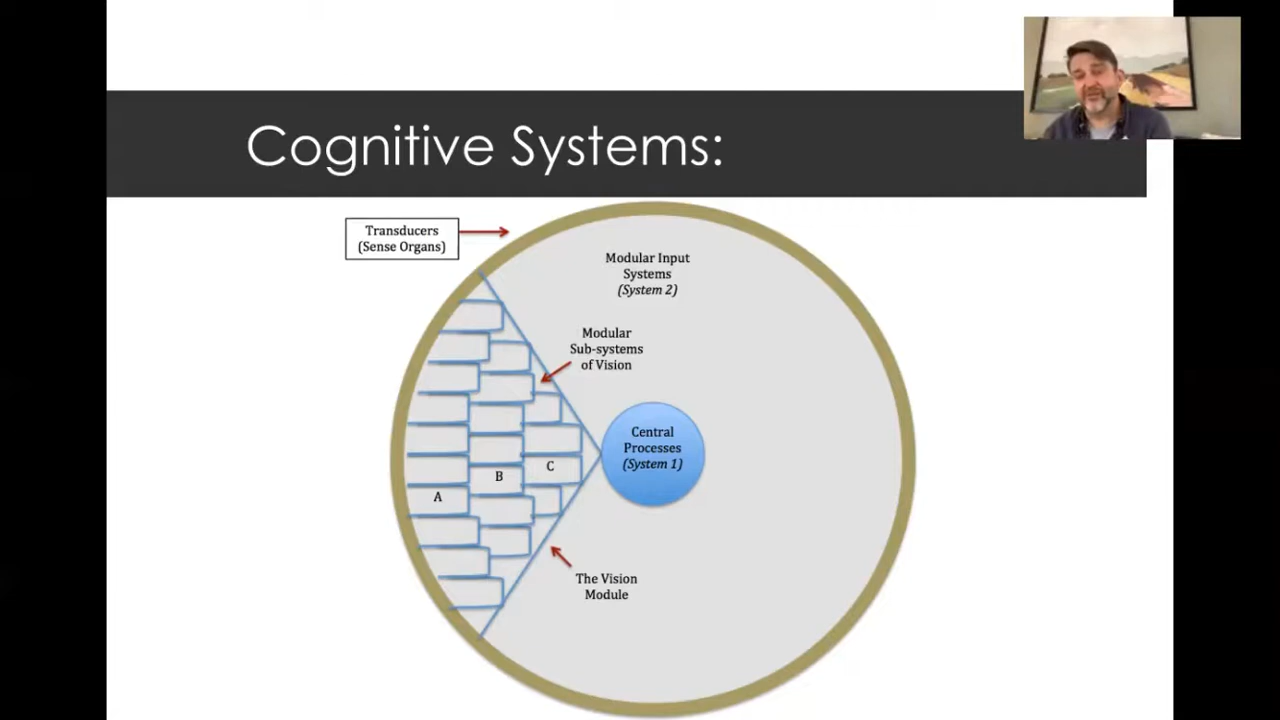 Cognitive Systems:
Transducers
(Sense Organs)
Modular Input
Systems
(System 2)
Modular
Sub-systems
of Vision
Central
Processes
(System 1)
A
B
C
The Vision
Module